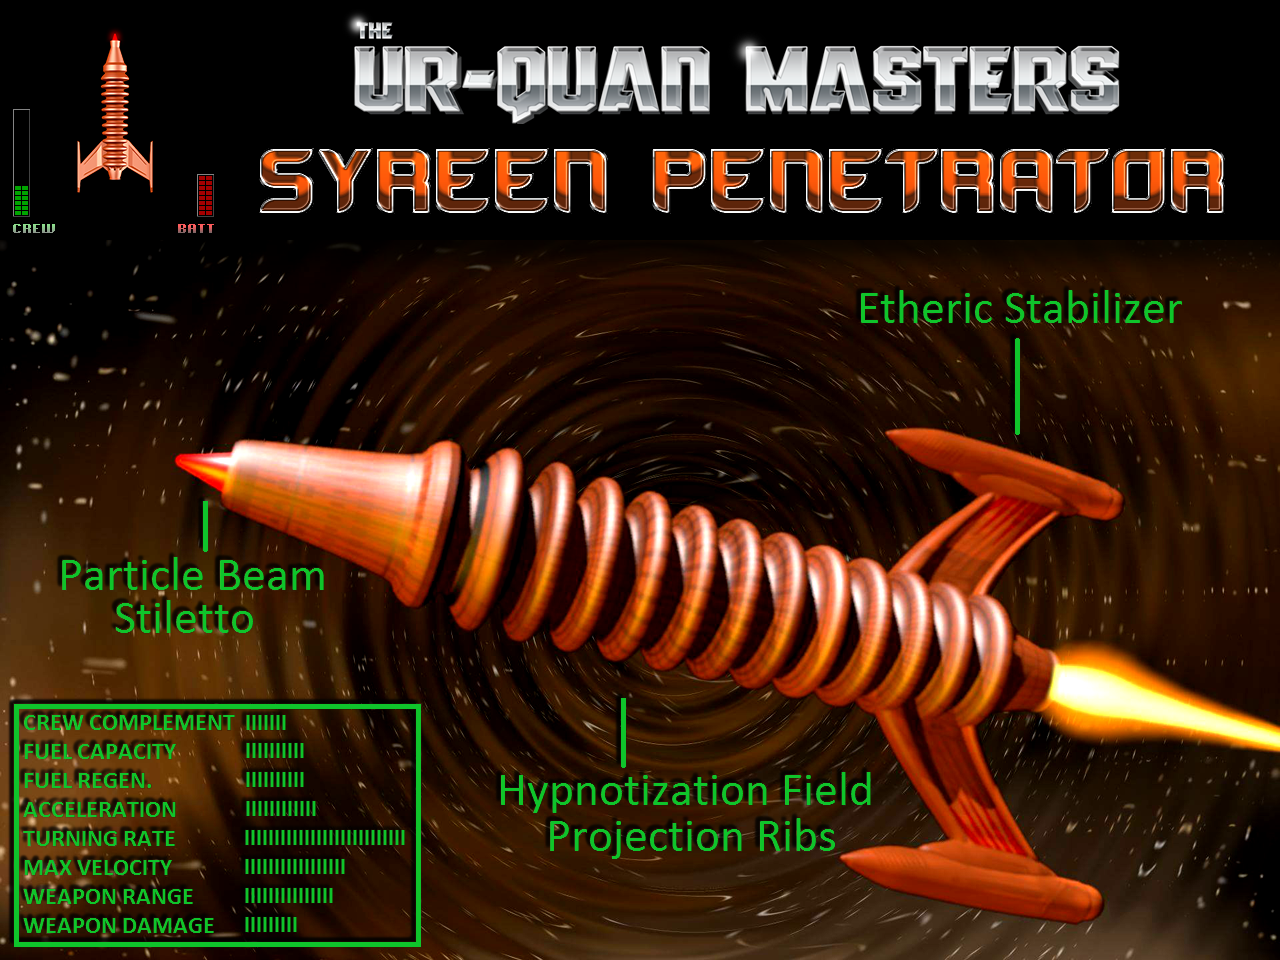 THE
UR-QUAN MASTERS
SYREEN PENETRATOR
CREW
BATT
Etheric Stabilizer
Particle Beam
Stiletto
Hypnotization Field
Projection Ribs
CREW COMPLEMENT
FUEL CAPACITY
FUEL REGEN.
ACCELERATION
TURNING RATE
MAX VELOCITY
WEAPON RANGE
WEAPON DAMAGE